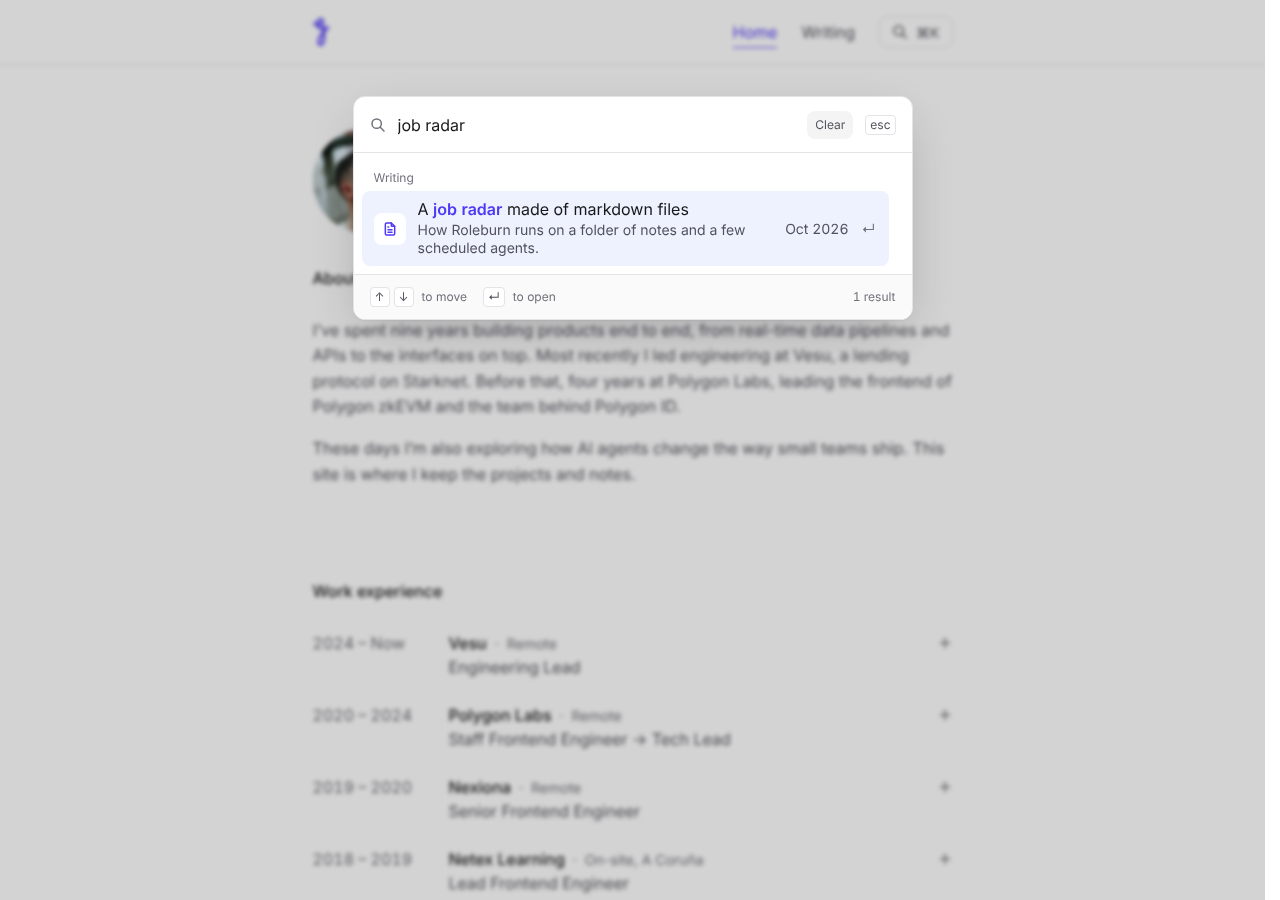 Home Writing ⌘K
job radar Clear esc
Writing
A job radar made of markdown files
How Roleburn runs on a folder of notes and a few
scheduled agents.
Oct 2026
↑ ↓ to move ↵ to open 1 result
I've spent nine years building products end to end, from real-time data pipelines and
APIs to the interfaces on top. Most recently I led engineering at Vesu, a lending
protocol on Starknet. Before that, four years at Polygon Labs, leading the frontend of
Polygon zkEVM and the team behind Polygon ID.
These days I'm also exploring how AI agents change the way small teams ship. This
site is where I keep the projects and notes.
Work experience
2024 – Now Vesu · Remote +
Engineering Lead
2020 – 2024 Polygon Labs · Remote +
Staff Frontend Engineer → Tech Lead
2019 – 2020 Nexiona · Remote +
Senior Frontend Engineer
2018 – 2019 Netex Learning · On-site, A Coruña +
Lead Frontend Engineer